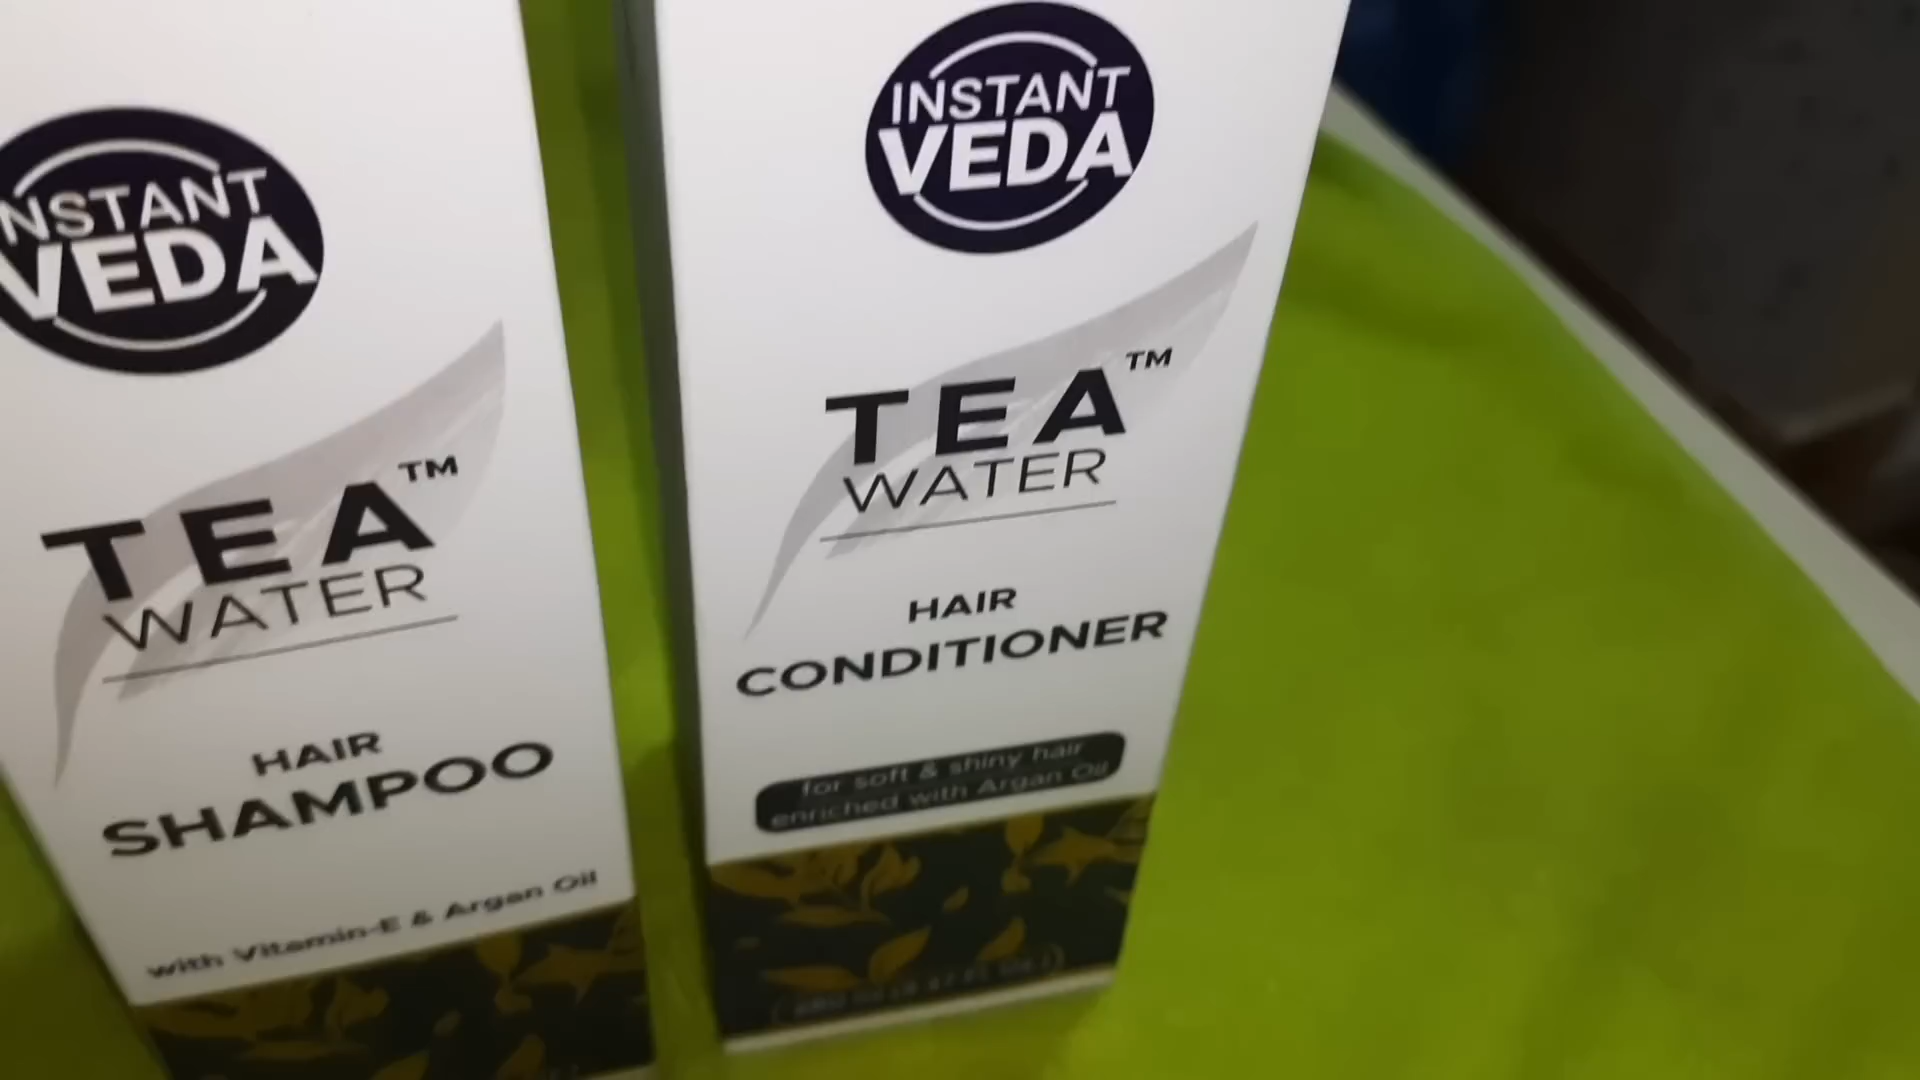 INSTANT
VEDA
TEA™
WATER
HAIR
SHAMPOO
with Vitamin-E & Argan Oil
INSTANT
VEDA
TEA™
WATER
HAIR
CONDITIONER
for soft & shiny hair
enriched with Argan Oil